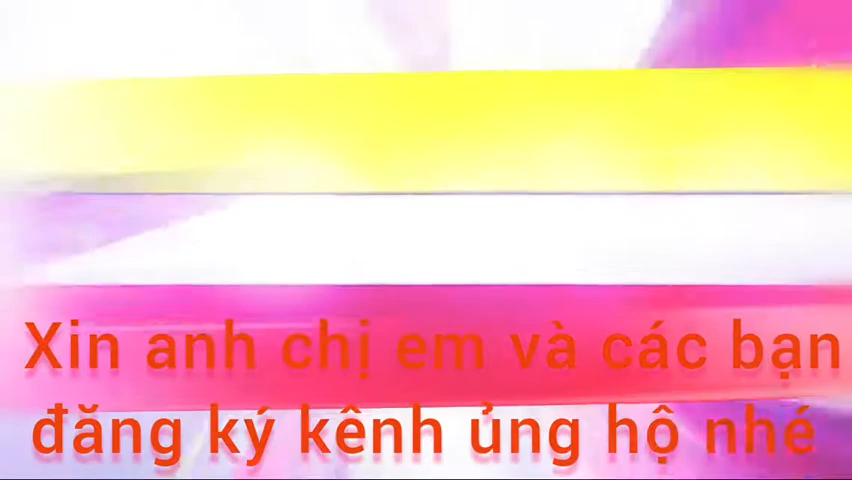 Xin anh chị em và các bạn
đăng ký kênh ủng hộ nhé